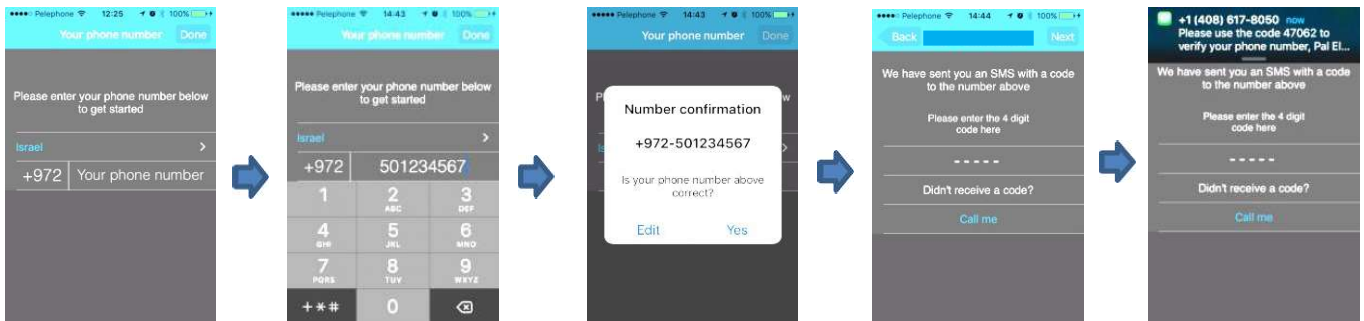 Pelephone 12:25 100%
Your phone number Done
Please enter your phone number below
to get started
Israel
+972 Your phone number
Pelephone 14:43 100%
Your phone number Done
Please enter your phone number below
to get started
Israel
+972 501234567
1 2 3
ABC DEF
4 5 6
GHI JKL MNO
7 8 9
PQRS TUV WXYZ
+*# 0
Pelephone 14:43 100%
Your phone number Done
Number confirmation
+972-501234567
Is your phone number above
correct?
Edit Yes
Pelephone 14:44 100%
Back Next
We have sent you an SMS with a code
to the number above
Please enter the 4 digit
code here
- - - - -
Didn't receive a code?
Call me
+1 (408) 617-8050 now
Please use the code 47062 to
verify your phone number, Pal El...
We have sent you an SMS with a code
to the number above
Please enter the 4 digit
code here
- - - - -
Didn't receive a code?
Call me